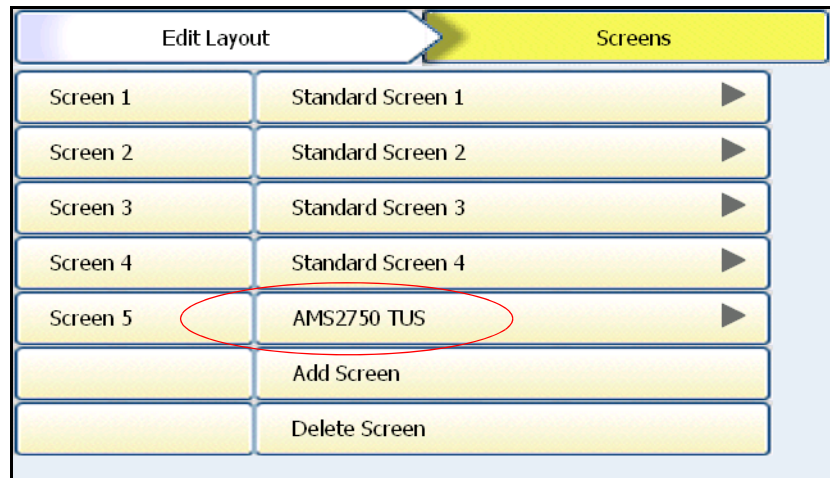 Edit Layout Screens
Screen 1 Standard Screen 1
Screen 2 Standard Screen 2
Screen 3 Standard Screen 3
Screen 4 Standard Screen 4
Screen 5 AMS2750 TUS
Add Screen
Delete Screen